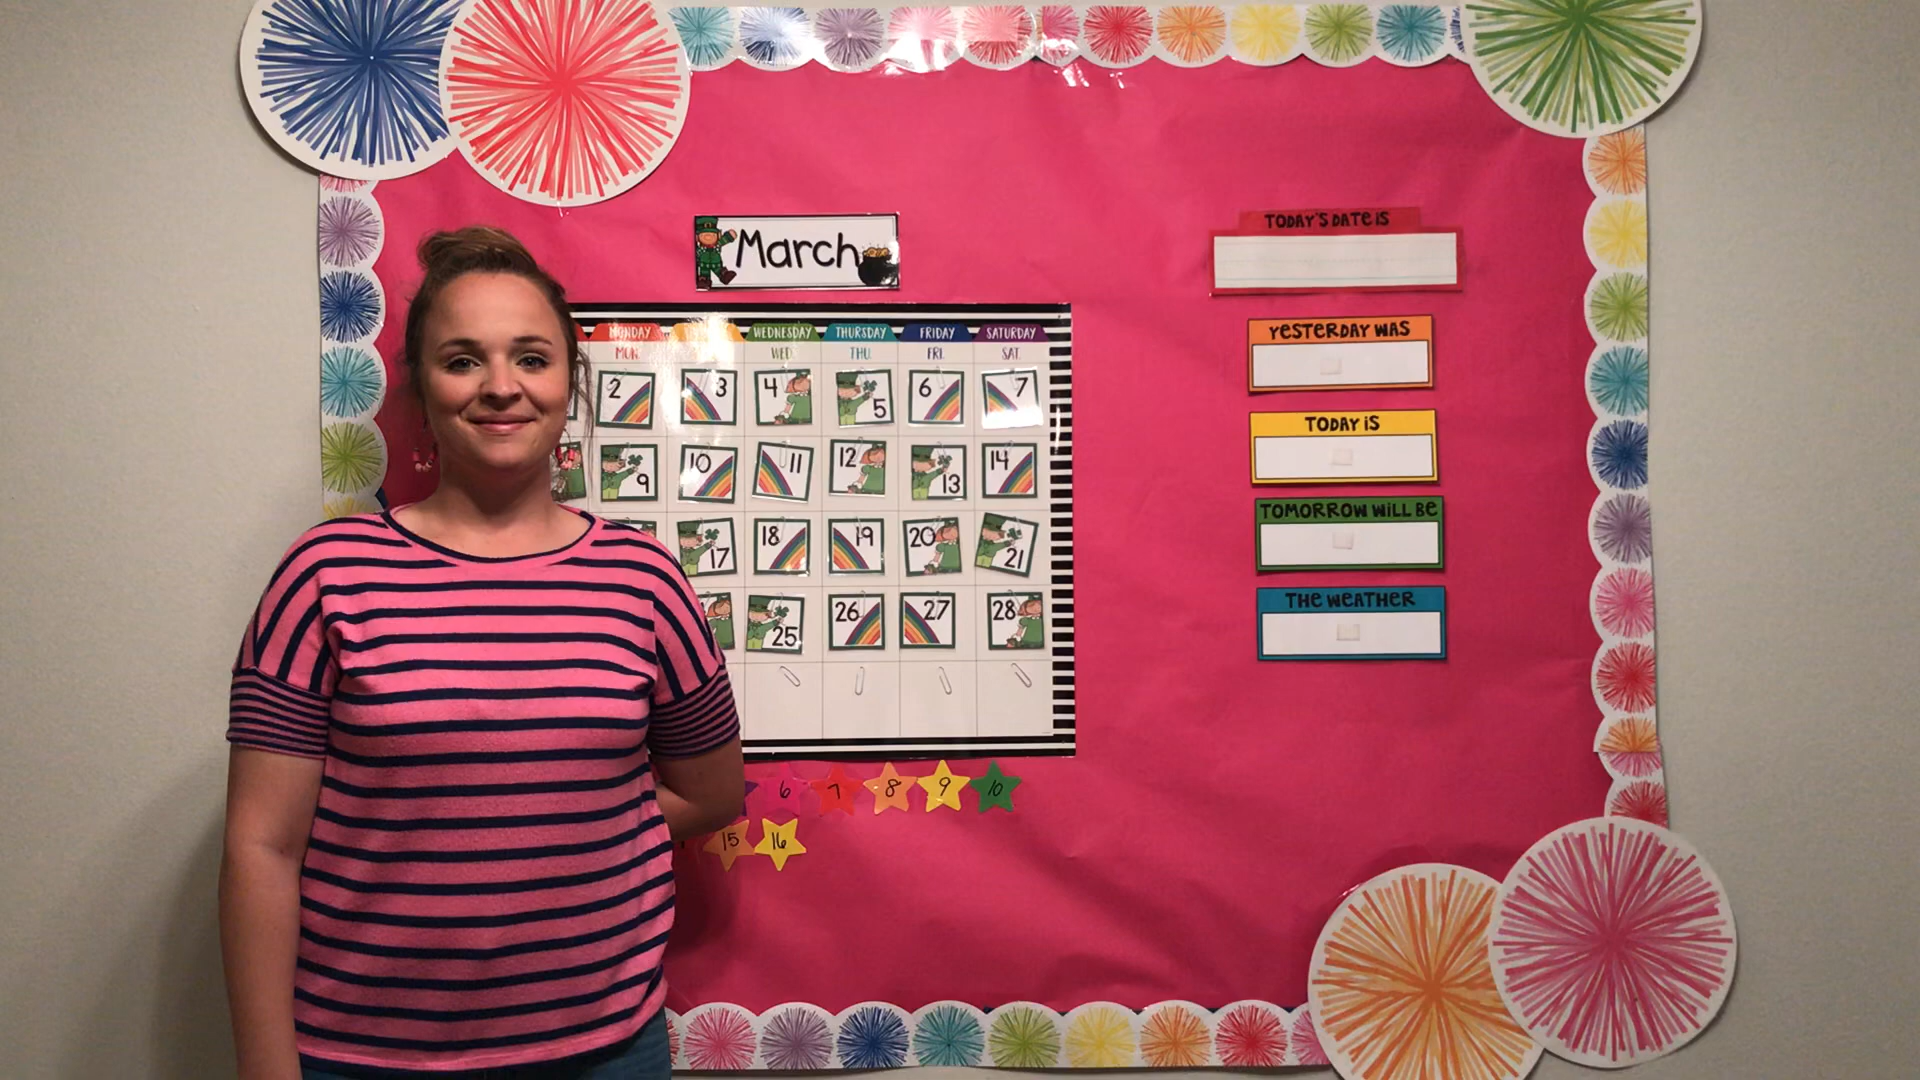 March
TODAY'S DATE IS
MONDAY WEDNESDAY THURSDAY FRIDAY SATURDAY
MON. WED. THU. FRI. SAT.
2 3 4 5 6 7
9 10 11 12 13 14
17 18 19 20 21
25 26 27 28
YESTERDAY WAS
TODAY IS
TOMORROW WILL BE
THE WEATHER
6 7 8 9 10
15 16